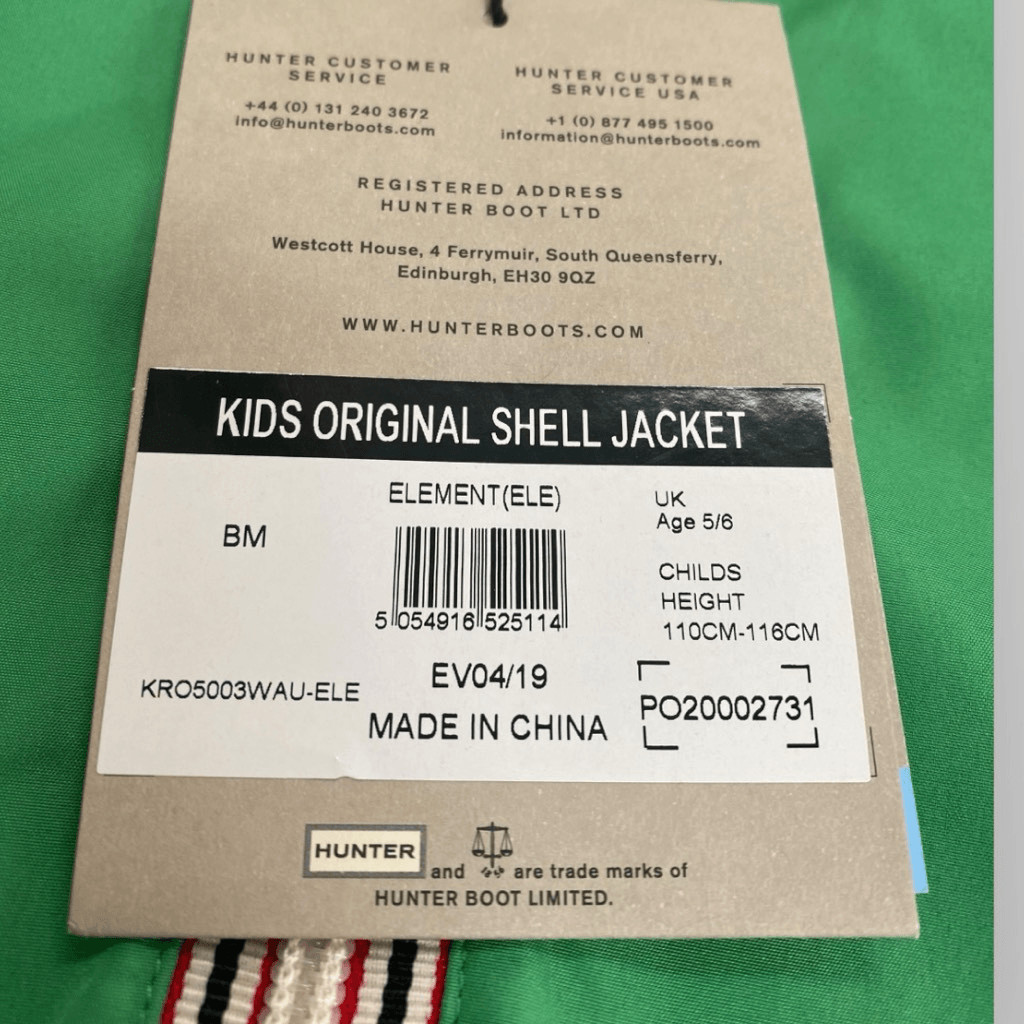 HUNTER CUSTOMER
SERVICE
+44 (0) 131 240 3672
info@hunterboots.com
HUNTER CUSTOMER
SERVICE USA
+1 (0) 877 495 1500
information@hunterboots.com
REGISTERED ADDRESS
HUNTER BOOT LTD
Westcott House, 4 Ferrymuir, South Queensferry,
Edinburgh, EH30 9QZ
WWW.HUNTERBOOTS.COM
KIDS ORIGINAL SHELL JACKET
ELEMENT(ELE)
UK
Age 5/6
BM
CHILDS
HEIGHT
110CM-116CM
5 054916 525114
EV04/19
KRO5003WAU-ELE
MADE IN CHINA
PO20002731
HUNTER and are trade marks of
HUNTER BOOT LIMITED.